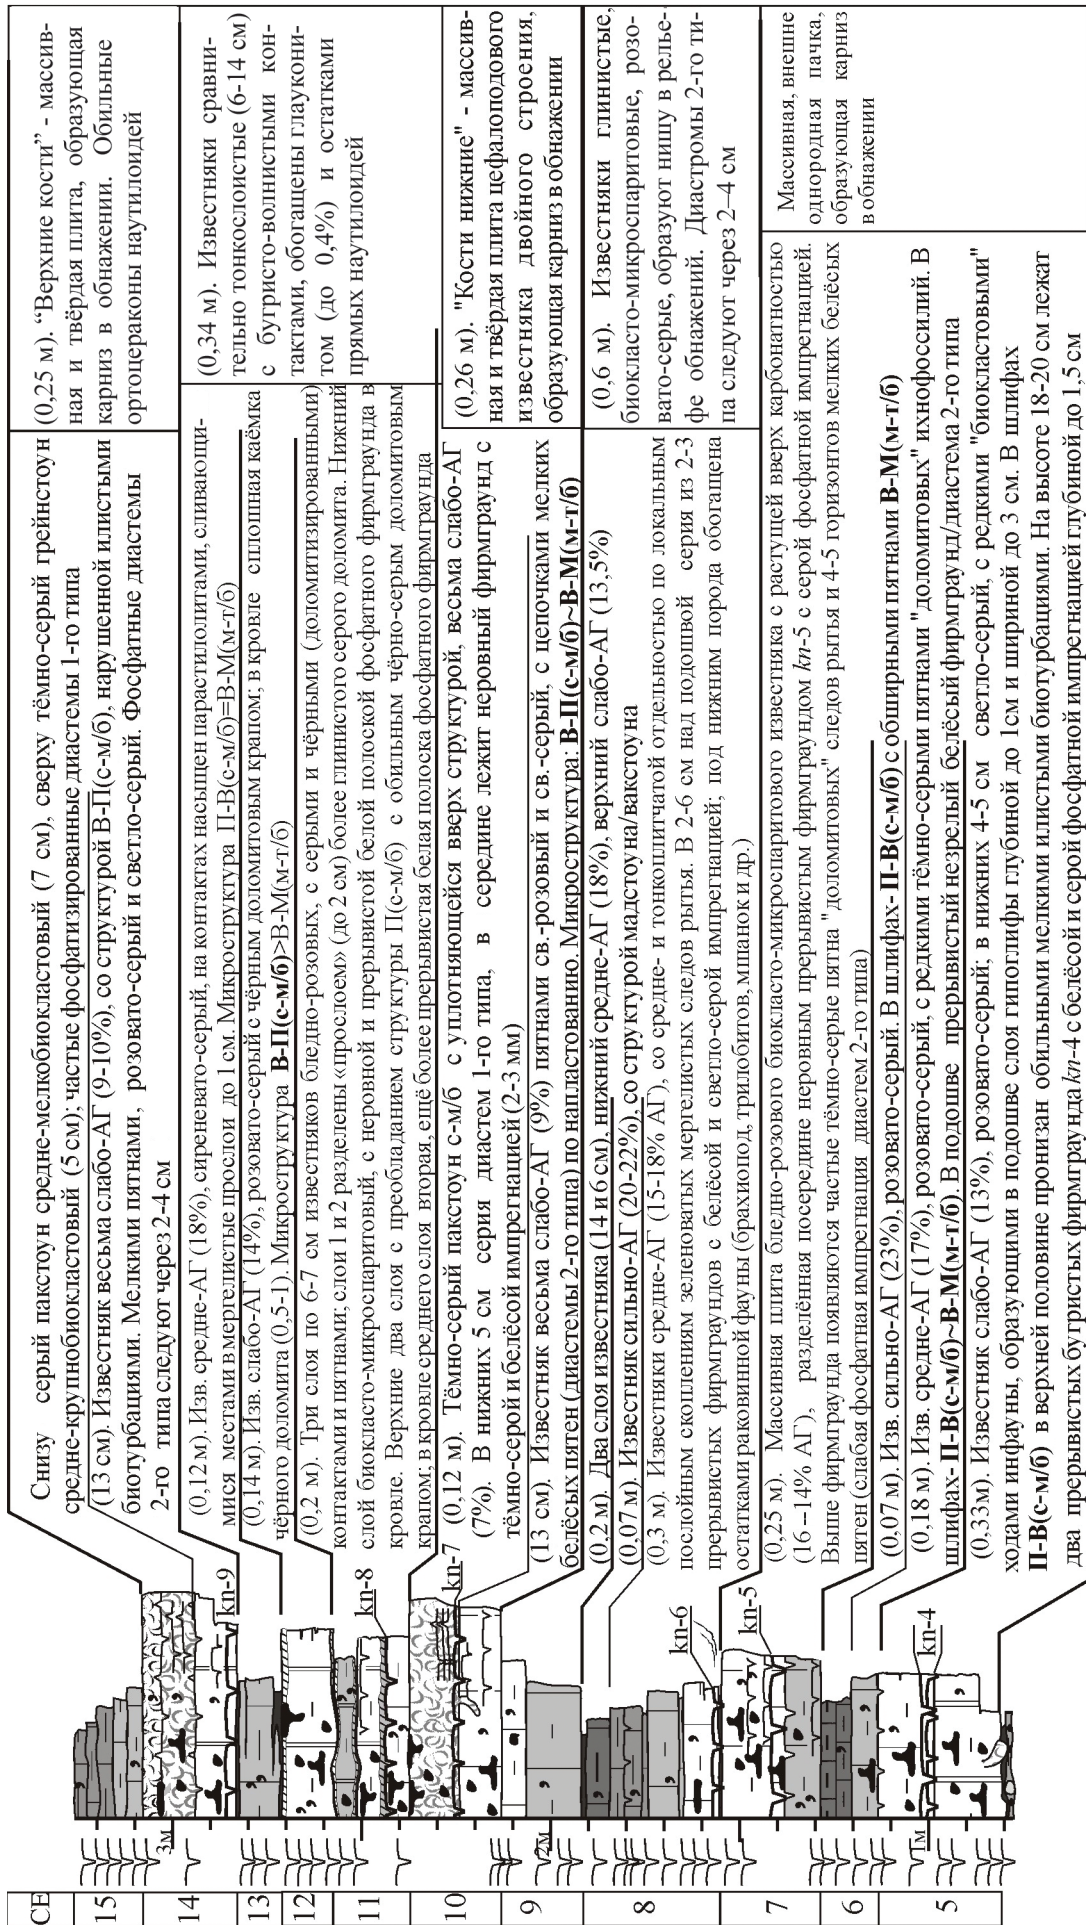 СЕ
15
14
13
12
11
10
9
8
7
6
5
3м
2м
1м
kn-9
kn-8
kn-7
kn-6
kn-5
kn-4
Снизу серый пакстоун средне-мелкобиокластовый (7 см), сверху тёмно-серый грейнстоун
средне-крупнобиокластовый (5 см); частые фосфатизированные диастемы 1-го типа
(13 см). Известняк весьма слабо-АГ (9-10%), со структурой В-П(с-м/б), нарушенной илистыми
биотурбациями. Мелкими пятнами, розовато-серый и светло-серый. Фосфатные диастемы
2-го типа следуют через 2-4 см
(0,25 м). “Верхние кости” - массив-
ная и твёрдая плита, образующая
карниз в обнажении. Обильные
ортоцераконы наутилоидей
(0,12 м). Изв. средне-АГ (18%), сиреневато-серый, на контактах насыщен парастилолитами, сливающи-
мися местами в мергелистые прослои до 1 см. Микроструктура П-В(с-м/б)=В-М(м-т/б)
(0,14 м). Изв. слабо-АГ (14%), розовато-серый с чёрным доломитовым крапом; в кровле сплошная каёмка
чёрного доломита (0,5-1). Микроструктура В-П(с-м/б)>В-М(м-т/б)
(0,2 м). Три слоя по 6-7 см известняков бледно-розовых, с серыми и чёрными (доломитизированными)
контактами и пятнами; слои 1 и 2 разделены «прослоем» (до 2 см) более глинистого серого доломита. Нижний
слой биокласто-микроспаритовый, с неровной и прерывистой белой полоской фосфатного фирмграунда в
кровле. Верхние два слоя с преобладанием структуры П(с-м/б) с обильным чёрно-серым доломитовым
крапом; в кровле среднего слоя вторая, ещё более прерывистая белая полоска фосфатного фирмграунда
(0,34 м). Известняки сравни-
тельно тонкослоистые (6-14 см)
с бугристо-волнистыми кон-
тактами, обогащены глаукони-
том (до 0,4%) и остатками
прямых наутилоидей
(0,12 м). Тёмно-серый пакстоун с-м/б с уплотняющейся вверх структурой, весьма слабо-АГ
(7%). В нижних 5 см серия диастем 1-го типа, в середине лежит неровный фирмграунд с
тёмно-серой и белёсой импрегнацией (2-3 мм)
(13 см). Известняк весьма слабо-АГ (9%) пятнами св.-розовый и св.-серый, с цепочками мелких
белёсых пятен (диастемы 2-го типа) по напластованию. Микроструктура: В-П(с-м/б)~В-М(м-т/б)
(0,26 м). "Кости нижние" - массив-
ная и твёрдая плита цефалоподового
известняка двойного строения,
образующая карниз в обнажении
(0,2 м). Два слоя известняка (14 и 6 см), нижний средне-АГ (18%), верхний слабо-АГ (13,5%)
(0,07 м). Известняк сильно-АГ (20-22%), со структурой мадстоуна/вакстоуна
(0,3 м). Известняки средне-АГ (15-18% АГ), со средне- и тонкоплитчатой отдельностью по локальным
послойным скоплениям зеленоватых мергелистых следов рытья. В 2-6 см над подошвой серия из 2-3
прерывистых фирмграундов с белёсой и светло-серой импрегнацией; под нижним порода обогащена
остатками раковинной фауны (брахиопод, трилобитов, мшанок и др.)
(0,6 м). Известняки глинистые,
биокласто-микроспаритовые, розо-
вато-серые, образуют нишу в релье-
фе обнажений. Диастромы 2-го ти-
па следуют через 2–4 см
(0,25 м). Массивная плита бледно-розового биокласто-микроспаритового известняка с растущей вверх карбонатностью
(16 –14% АГ), разделённая посередине неровным прерывистым фирмграундом kn-5 с серой фосфатной импрегнацией.
Выше фирмграунда появляются частые тёмно-серые пятна "доломитовых" следов рытья и 4-5 горизонтов мелких белёсых
пятен (слабая фосфатная импрегнация диастем 2-го типа)
(0,07 м). Изв. сильно-АГ (23%), розовато-серый. В шлифах- П-В(с-м/б) с обширными пятнами В-М(м-т/б)
(0,18 м). Изв. средне-АГ (17%), розовато-серый, с редкими тёмно-серыми пятнами "доломитовых" ихнофоссилий. В
шлифах- П-В(с-м/б)~В-М(м-т/б). В подошве прерывистый незрелый белёсый фирмграунд/диастема 2-го типа
(0,33м). Известняк слабо-АГ (13%), розовато-серый; в нижних 4-5 см светло-серый, с редкими "биокластовыми"
ходами инфауны, образующими в подошве слоя гипоглифы глубиной до 1см и шириной до 3 см. В шлифах
П-В(с-м/б) в верхней половине пронизан обильными мелкими илистыми биотурбациями. На высоте 18-20 см лежат
два прерывистых бугристых фирмграунда kn-4 с белёсой и серой фосфатной импрегнацией глубиной до 1,5 см
Массивная, внешне
однородная пачка,
образующая карниз
в обнажении